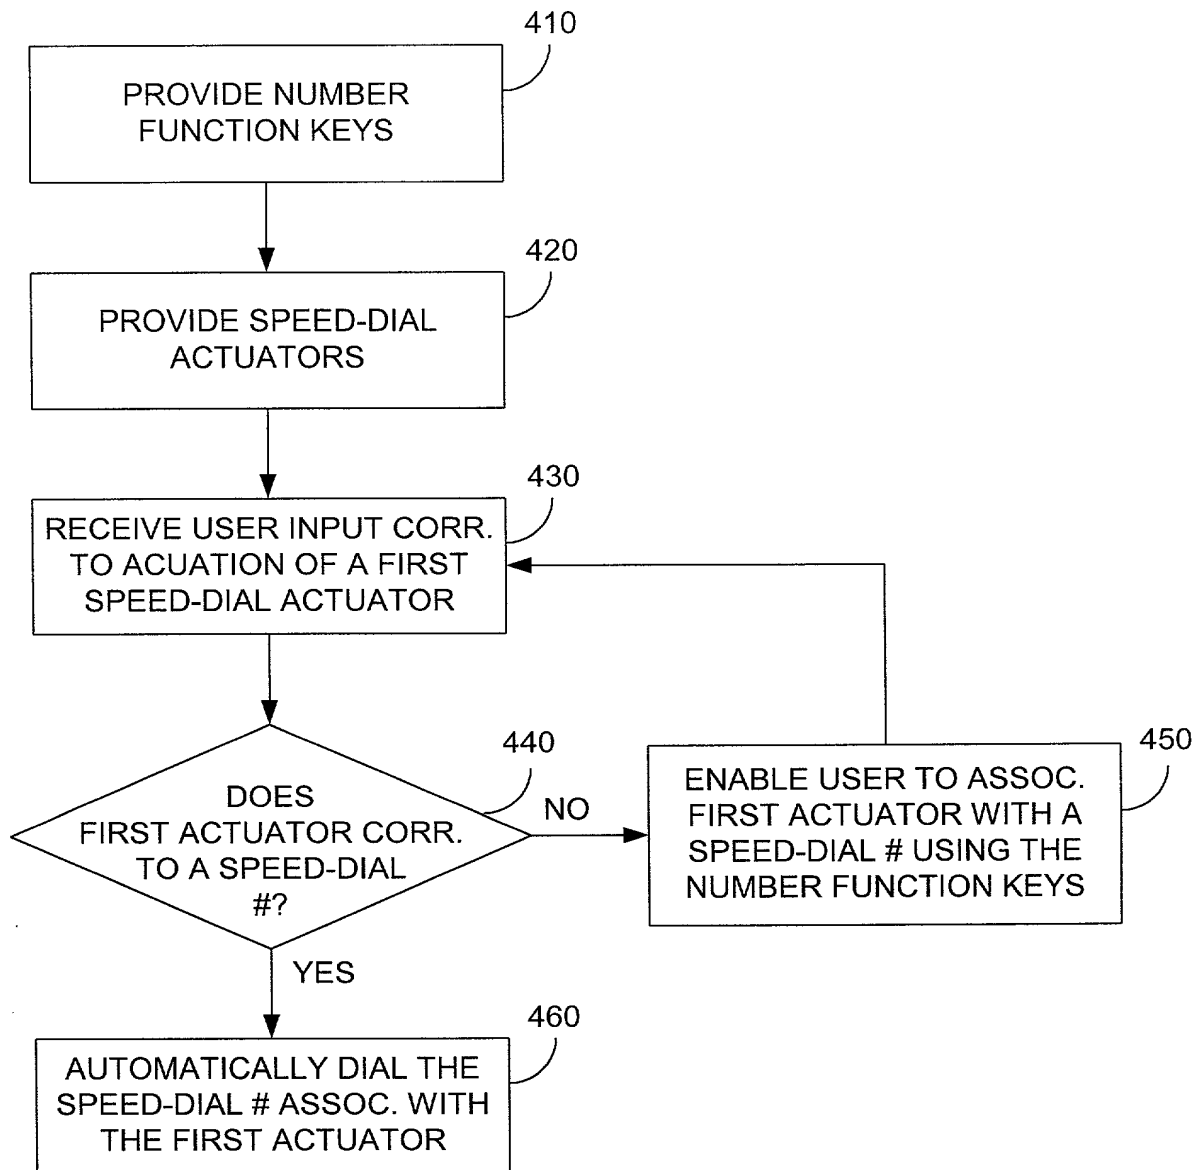 410
PROVIDE NUMBER
FUNCTION KEYS
420
PROVIDE SPEED-DIAL
ACTUATORS
430
RECEIVE USER INPUT CORR.
TO ACUATION OF A FIRST
SPEED-DIAL ACTUATOR
440
DOES
FIRST ACTUATOR CORR.
TO A SPEED-DIAL
#?
NO
450
ENABLE USER TO ASSOC.
FIRST ACTUATOR WITH A
SPEED-DIAL # USING THE
NUMBER FUNCTION KEYS
YES
460
AUTOMATICALLY DIAL THE
SPEED-DIAL # ASSOC. WITH
THE FIRST ACTUATOR